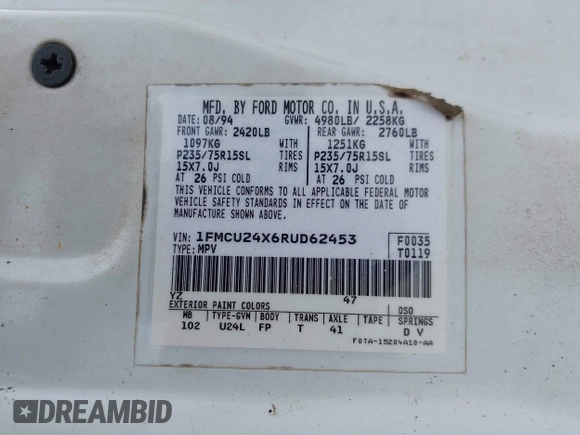 MFD. BY FORD MOTOR CO. IN U.S.A.
DATE: 08/94 GVWR: 4980LB/ 2258KG
FRONT GAWR: 2420LB REAR GAWR: 2760LB
1097KG WITH 1251KG WITH
P235/75R15SL TIRES P235/75R15SL TIRES
15X7.0J RIMS 15X7.0J RIMS
AT 26 PSI COLD AT 26 PSI COLD
THIS VEHICLE CONFORMS TO ALL APPLICABLE FEDERAL MOTOR
VEHICLE SAFETY STANDARDS IN EFFECT ON THE DATE OF
MANUFACTURE SHOWN ABOVE.
VIN: 1FMCU24X6RUD62453 F0035
TYPE: MPV T0119
YZ 47
EXTERIOR PAINT COLORS DSO
WB TYPE-GVM BODY TRANS AXLE TAPE SPRINGS
102 U24L FP T 41 D V
F0TA-15204A10-AA
DREAMBID